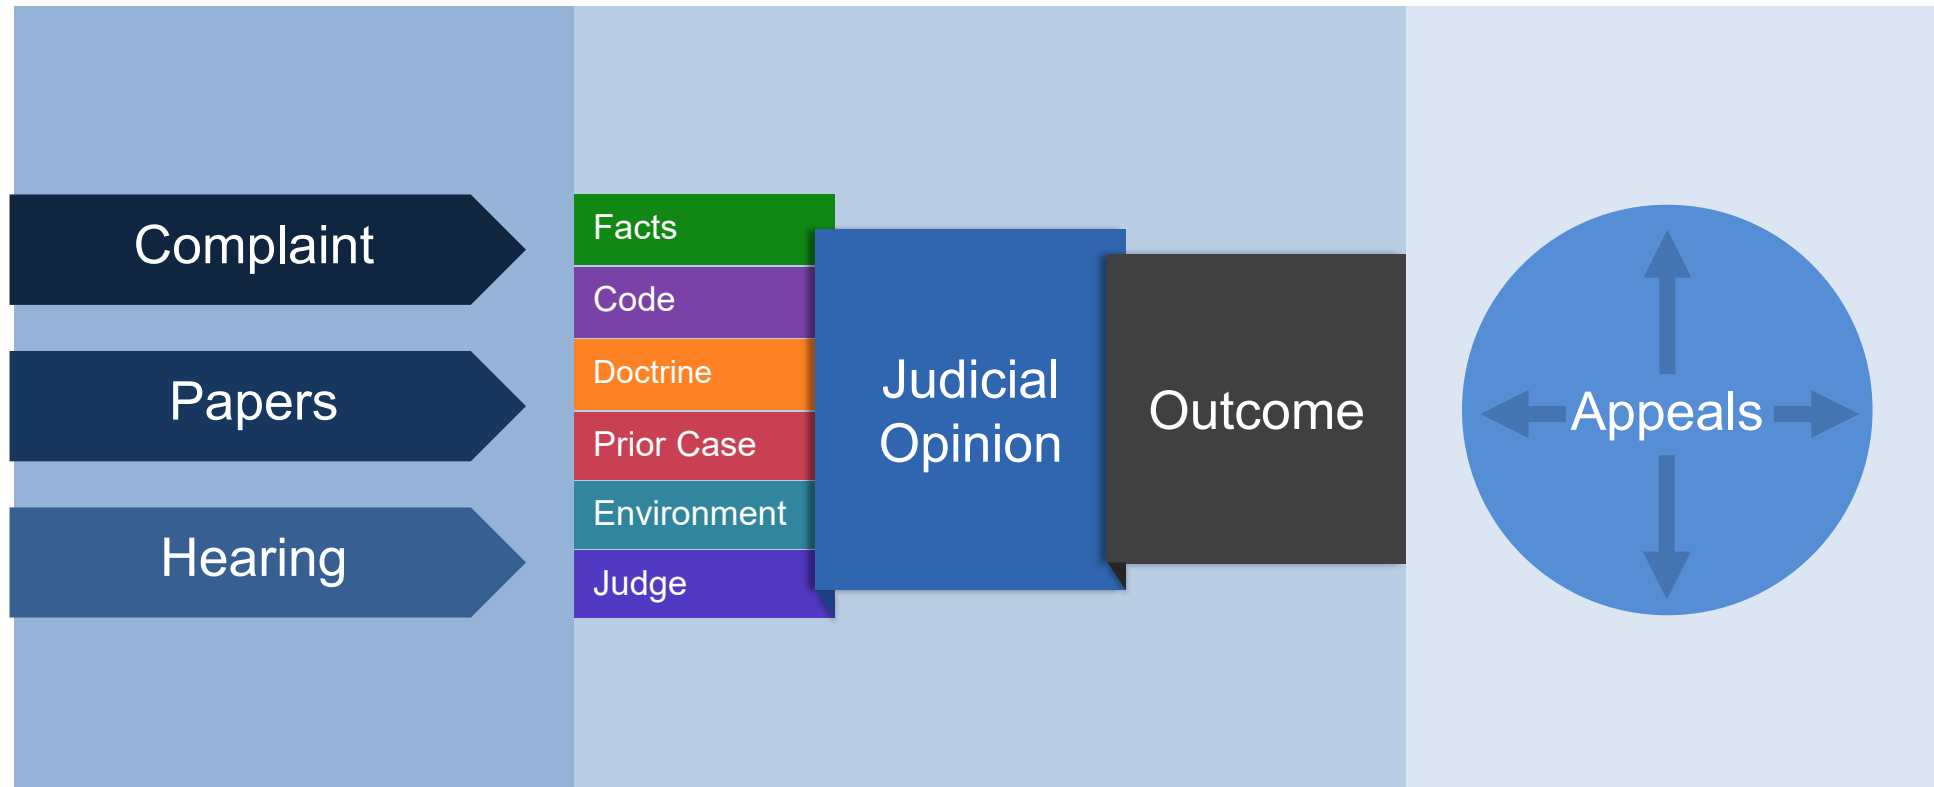 Complaint
Papers
Hearing
Facts
Code
Doctrine
Prior Case
Environment
Judge
Judicial
Opinion
Outcome
Appeals